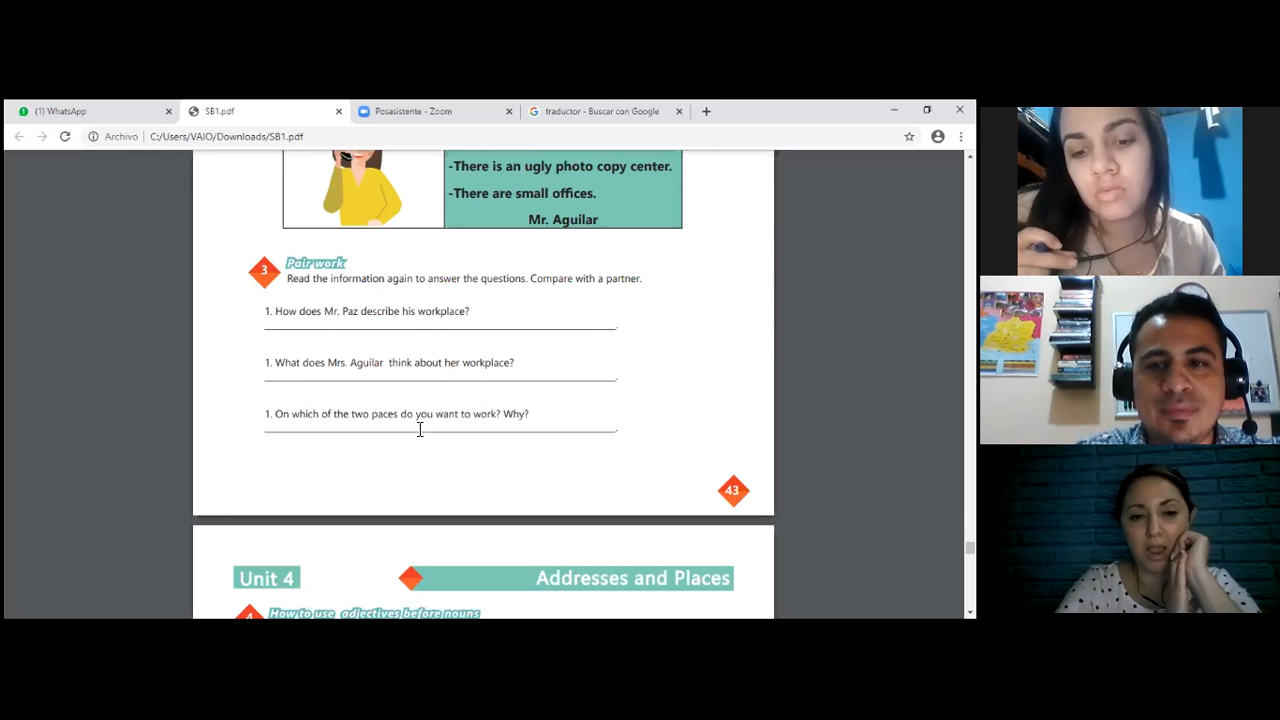 (1) WhatsApp
SB1.pdf
Posasistente - Zoom
traductor - Buscar con Google
Archivo
C:/Users/VAIO/Downloads/SB1.pdf
-There is an ugly photo copy center.
-There are small offices.
Mr. Aguilar
3
Pair work
Read the information again to answer the questions. Compare with a partner.
1. How does Mr. Paz describe his workplace?
1. What does Mrs. Aguilar think about her workplace?
1. On which of the two paces do you want to work? Why?
43
Unit 4
Addresses and Places
4
How to use adjectives before nouns